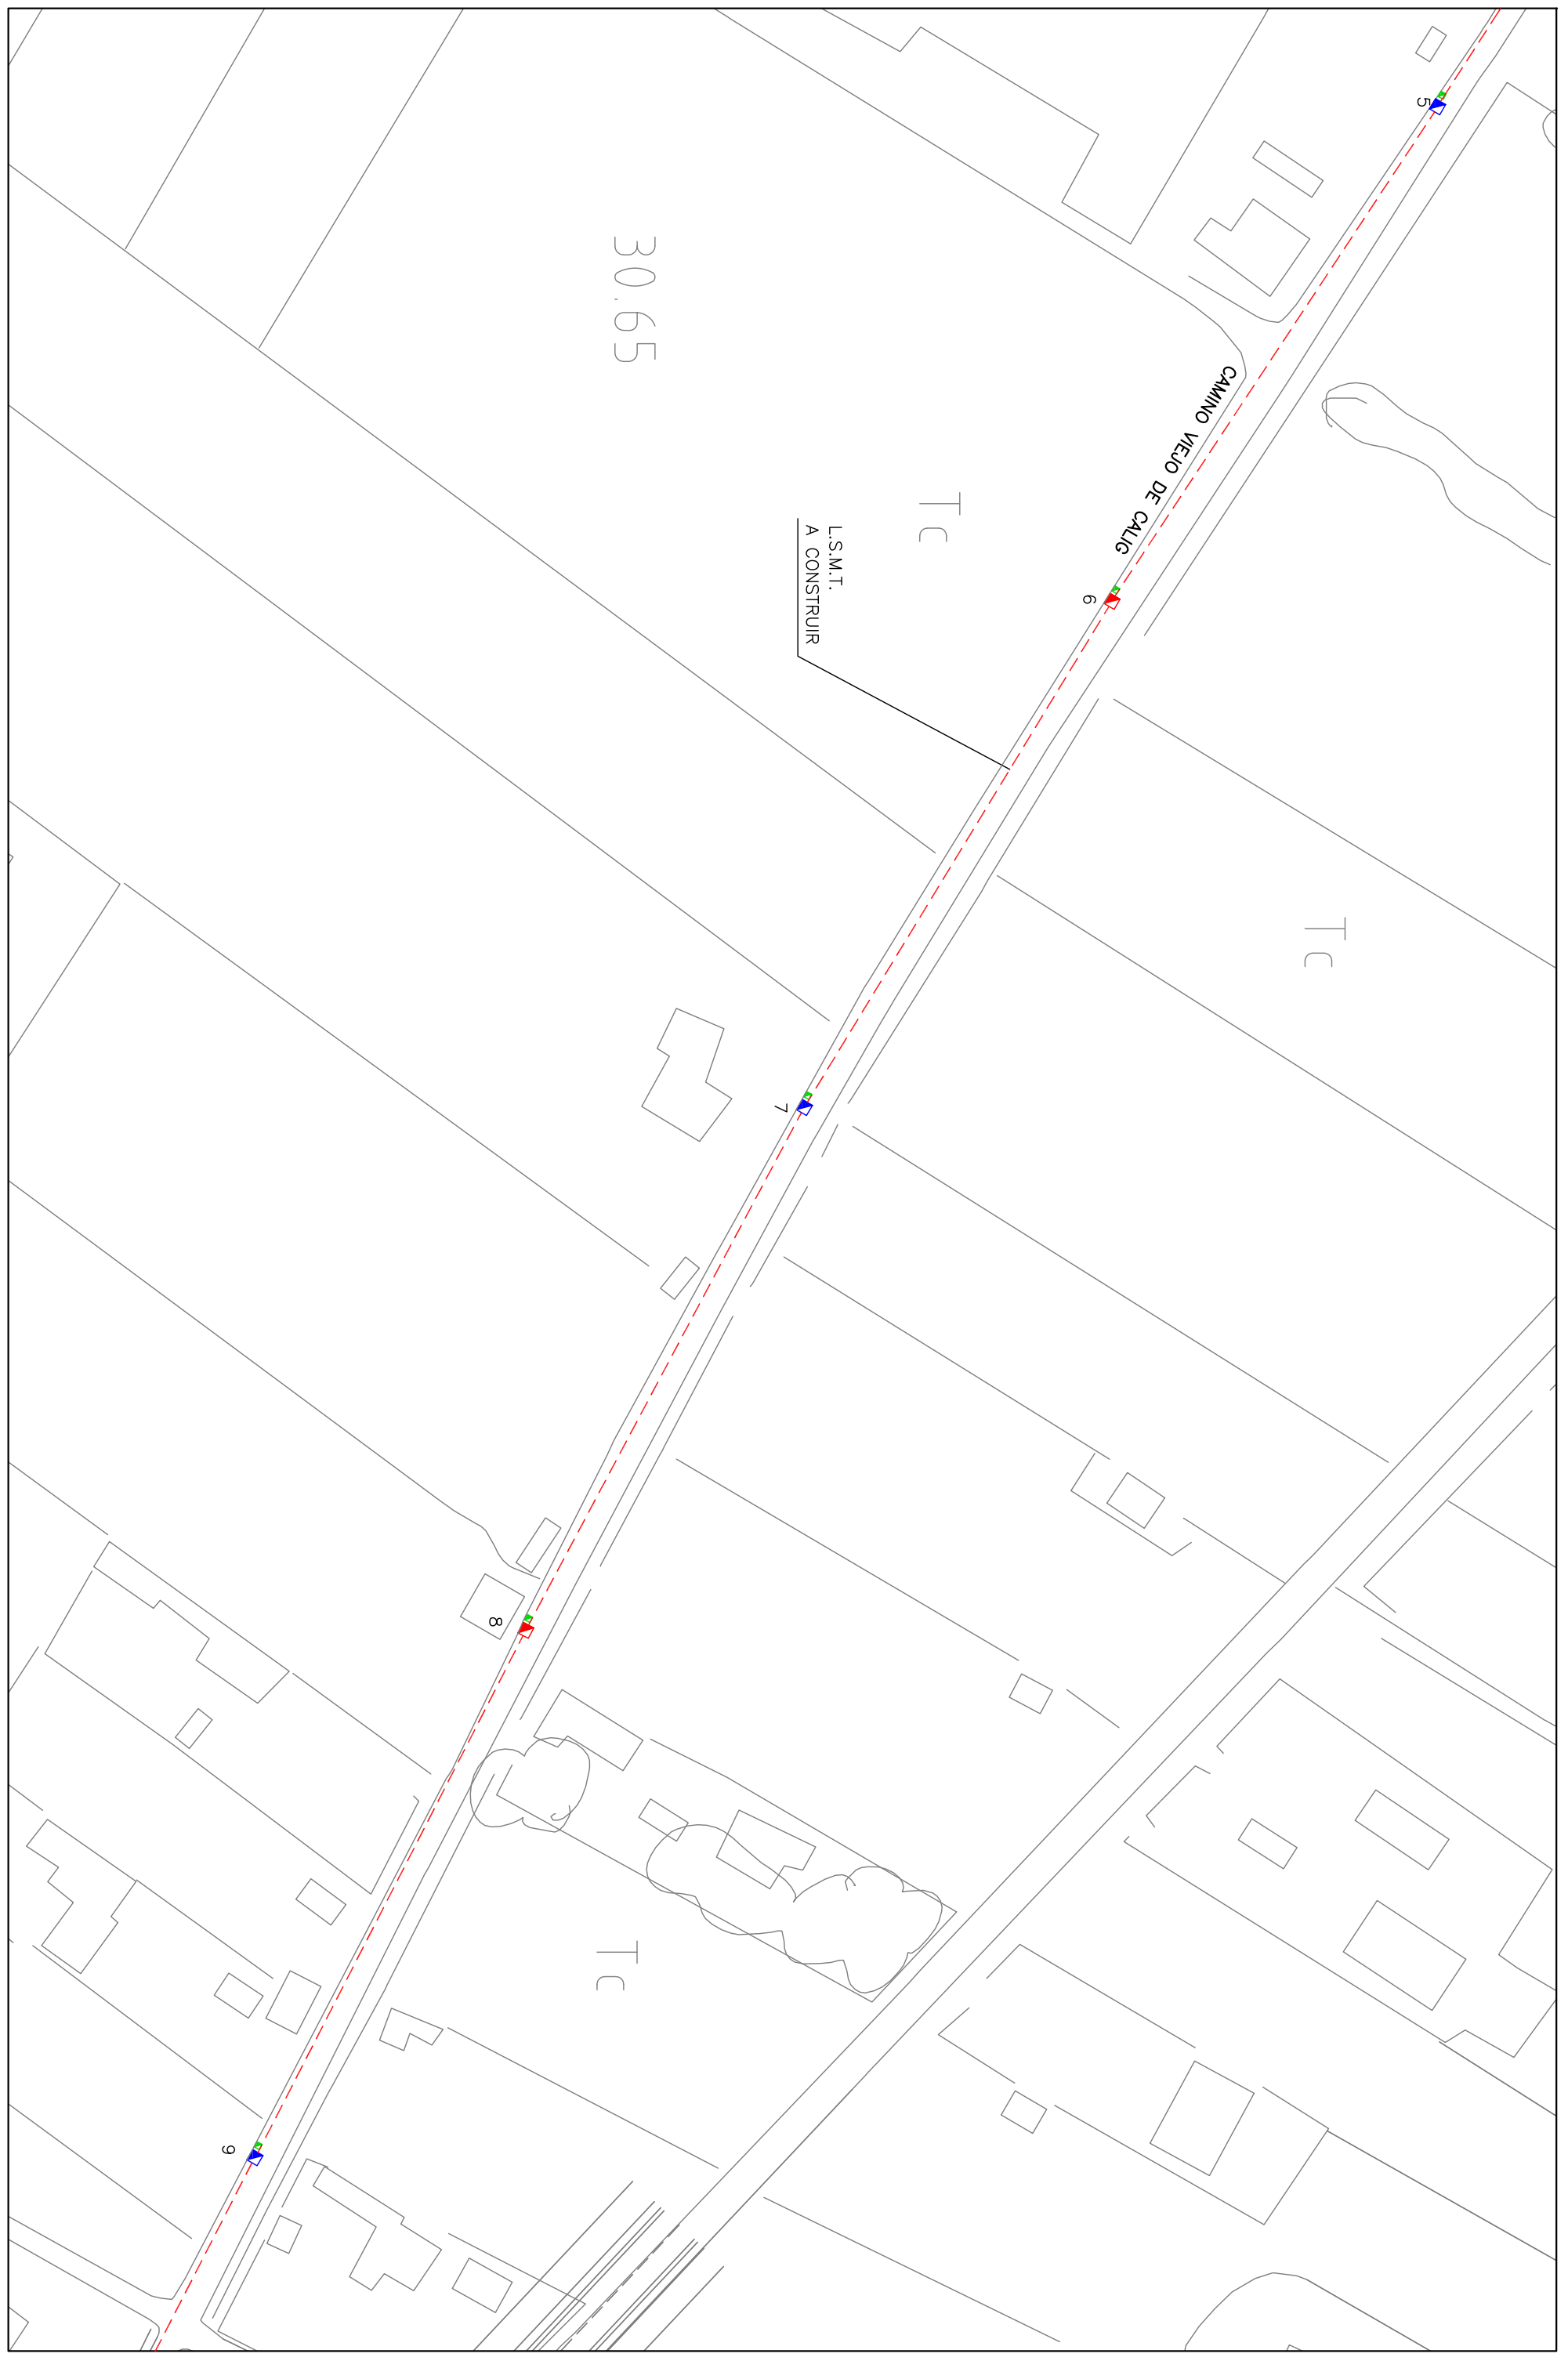 5
30.65
CAMINO VIEJO DE CALIG
Tc
L.S.M.T.
A CONSTRUIR
6
Tc
7
8
Tc
9